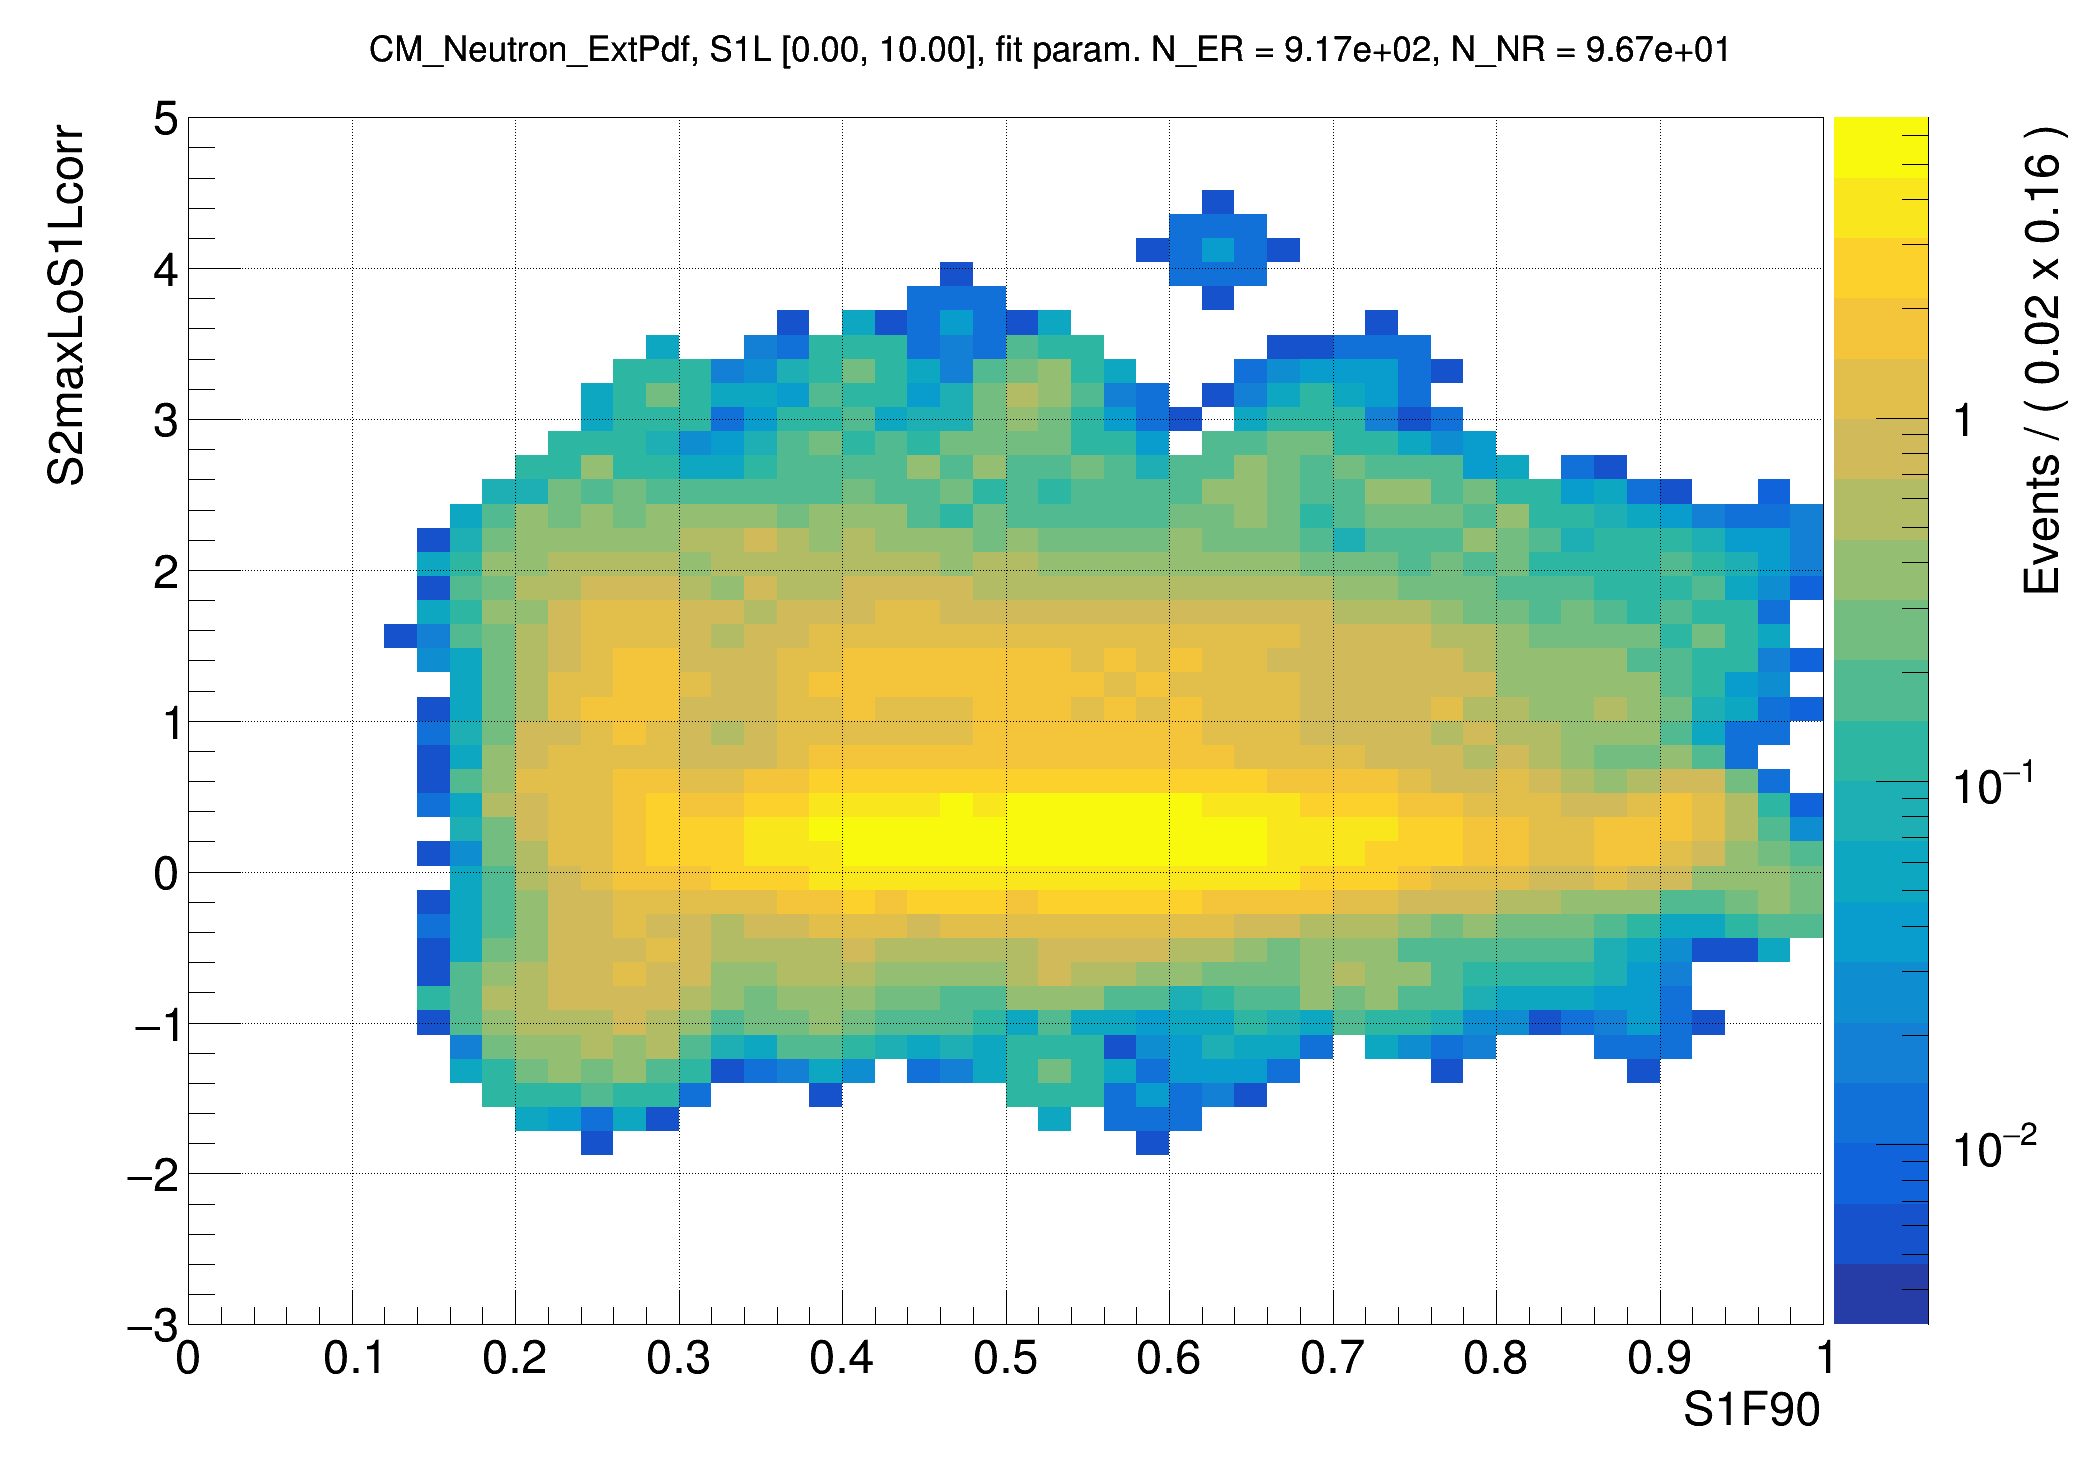 CM_Neutron_ExtPdf, S1L [0.00, 10.00], fit param. N_ER = 9.17e+02, N_NR = 9.67e+01
S2maxLoS1Lcorr
5
4
3
2
1
0
−1
−2
−3
0 0.1 0.2 0.3 0.4 0.5 0.6 0.7 0.8 0.9 1
S1F90
1
10⁻¹
10⁻²
Events / ( 0.02 x 0.16 )